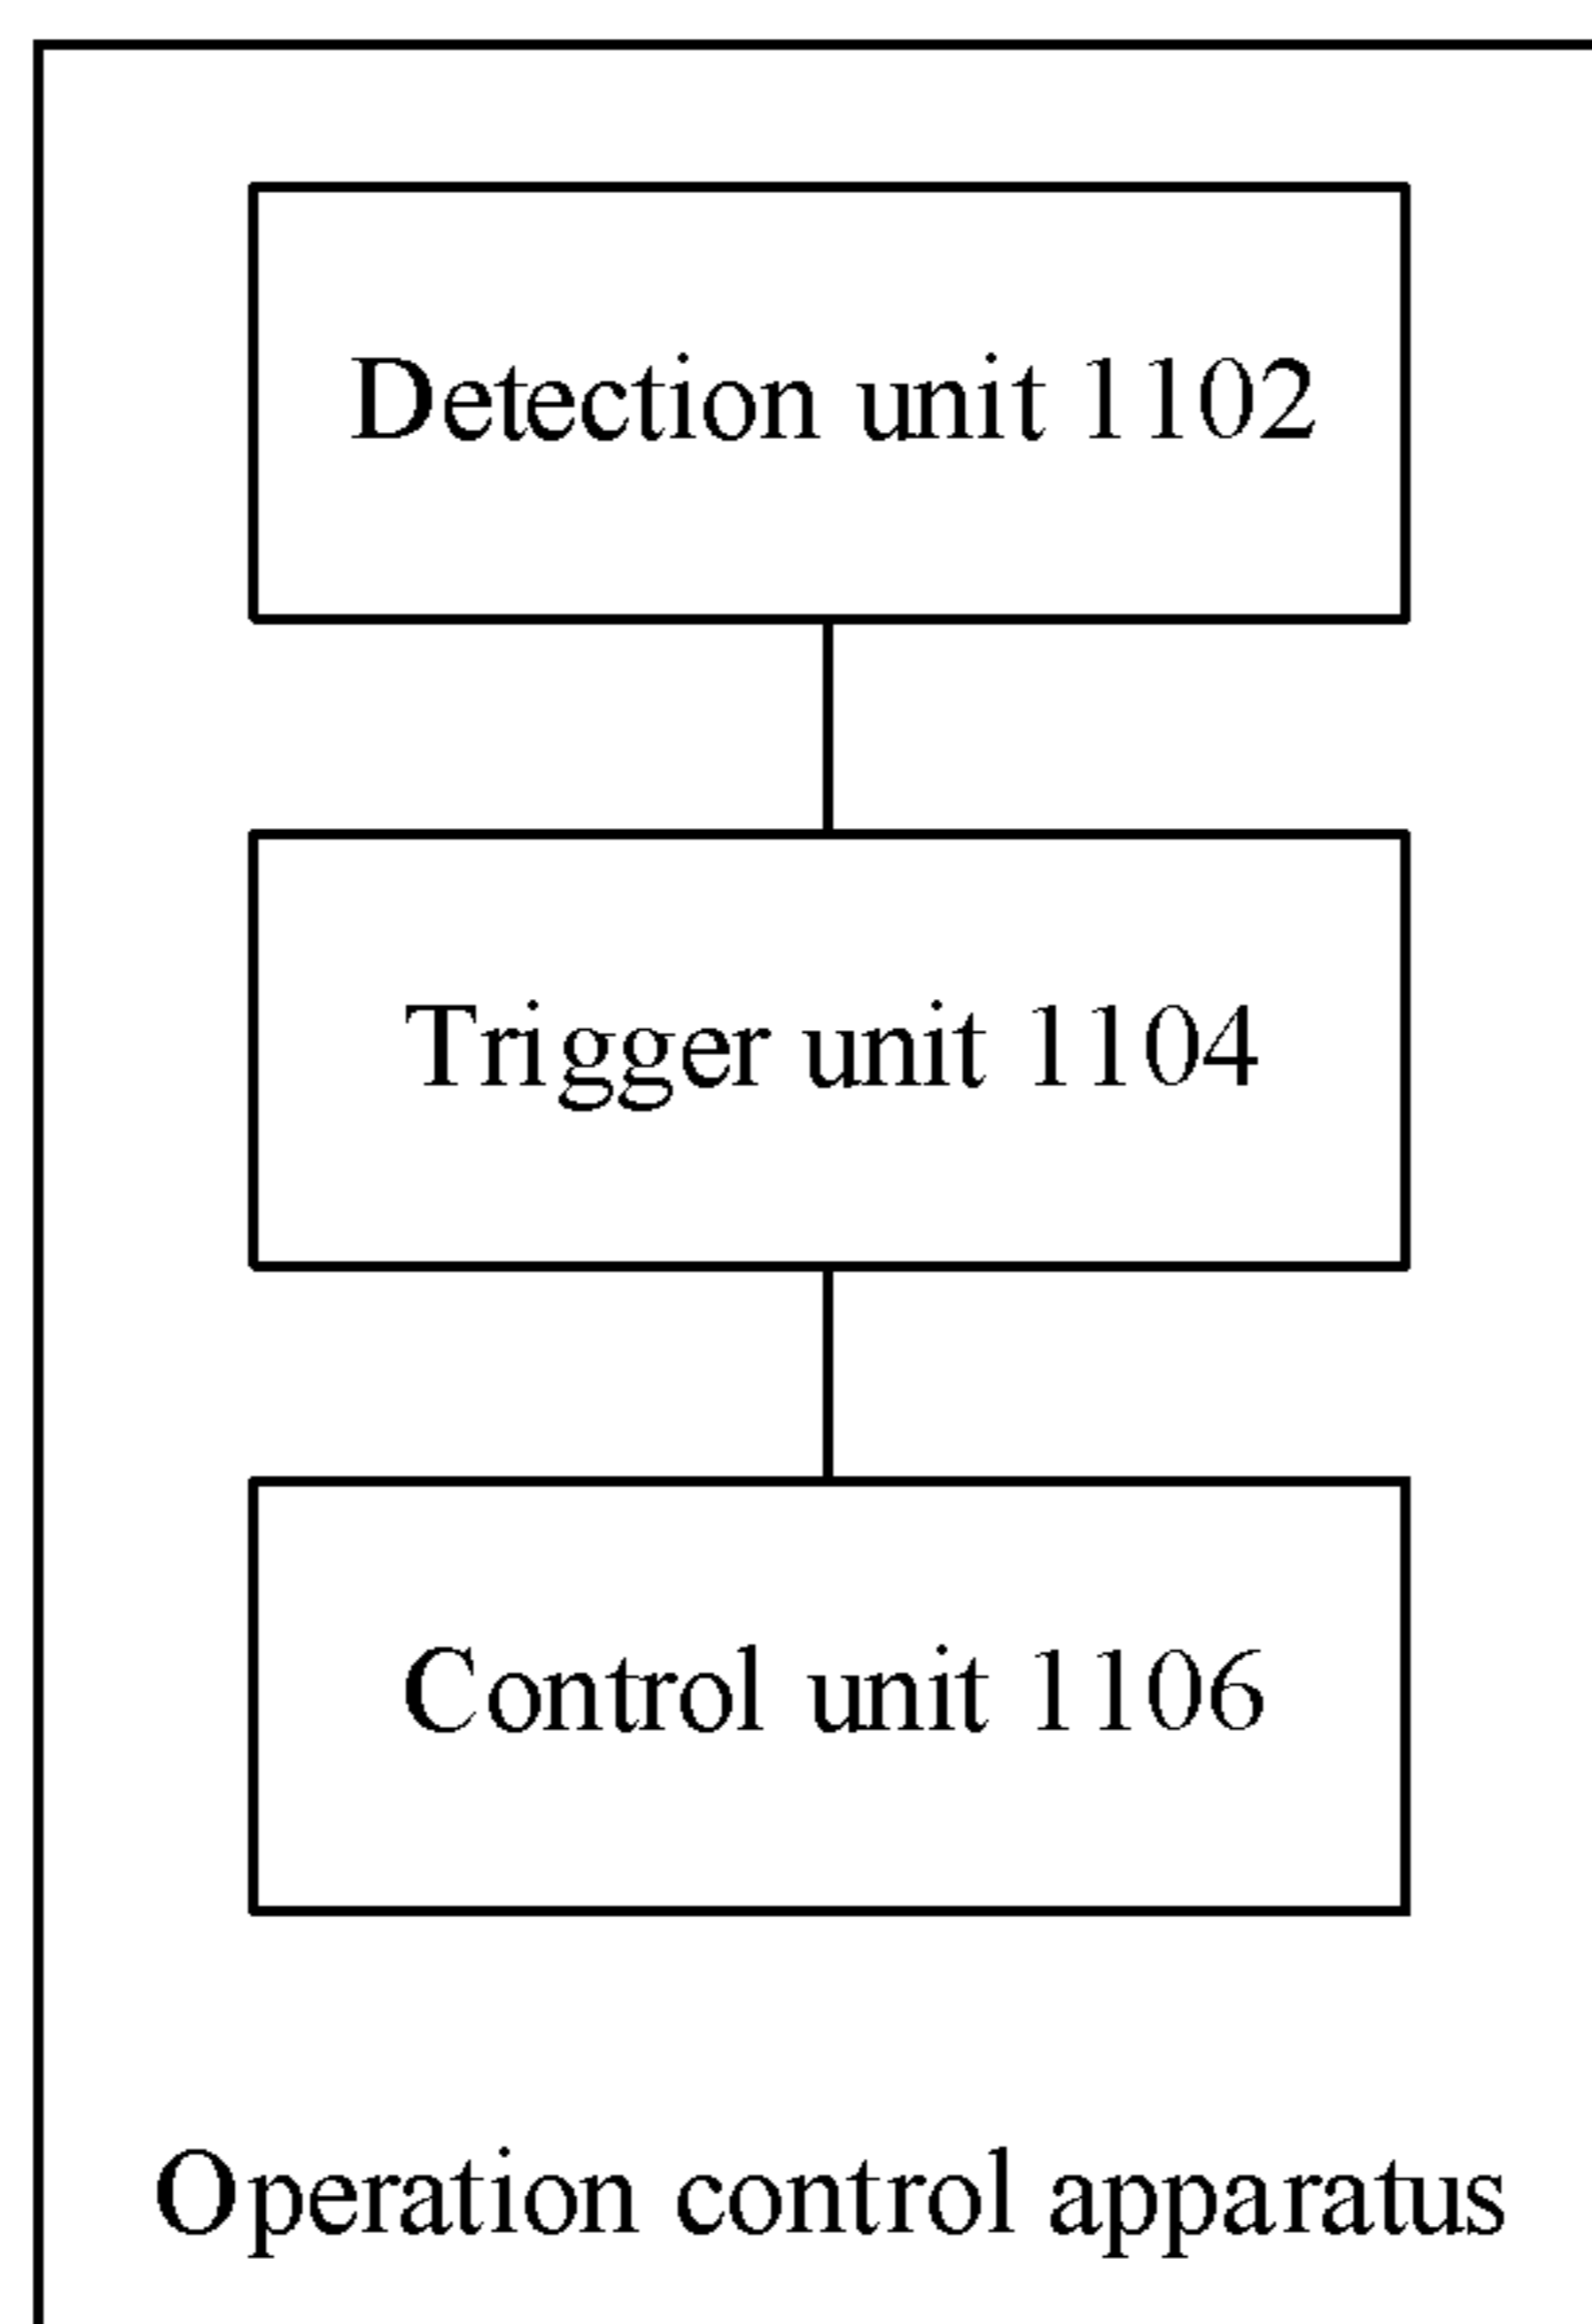 Detection unit 1102
Trigger unit 1104
Control unit 1106
Operation control apparatus